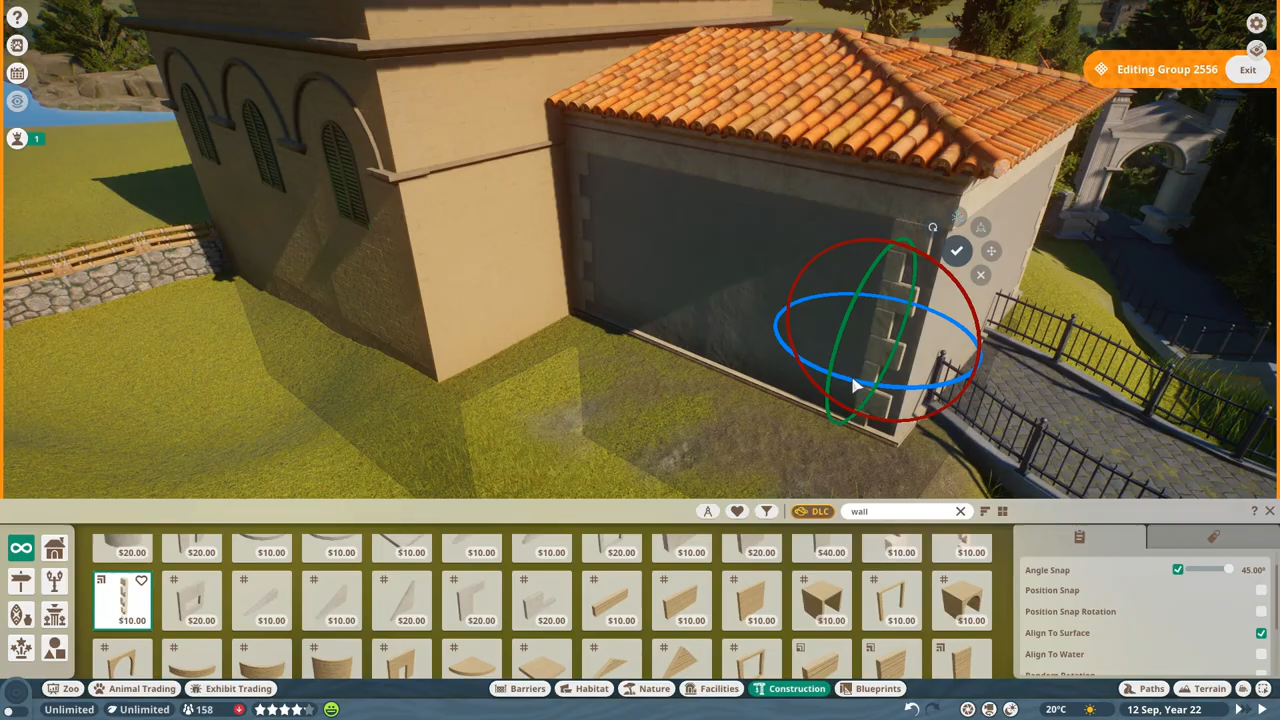 ?
Editing Group 2556
Exit
1
DLC
wall
?
$20.00 $20.00 $10.00 $10.00 $10.00 $10.00 $10.00 $20.00 $10.00 $20.00 $40.00 $10.00 $10.00
$10.00 $20.00 $10.00 $10.00 $10.00 $20.00 $20.00 $10.00 $10.00 $10.00 $10.00 $10.00 $10.00
Angle Snap 45.00°
Position Snap
Position Snap Rotation
Align To Surface
Align To Water
Random Rotation
Zoo Animal Trading Exhibit Trading Barriers Habitat Nature Facilities Construction Blueprints Paths Terrain
Unlimited Unlimited 158 20°C 12 Sep, Year 22